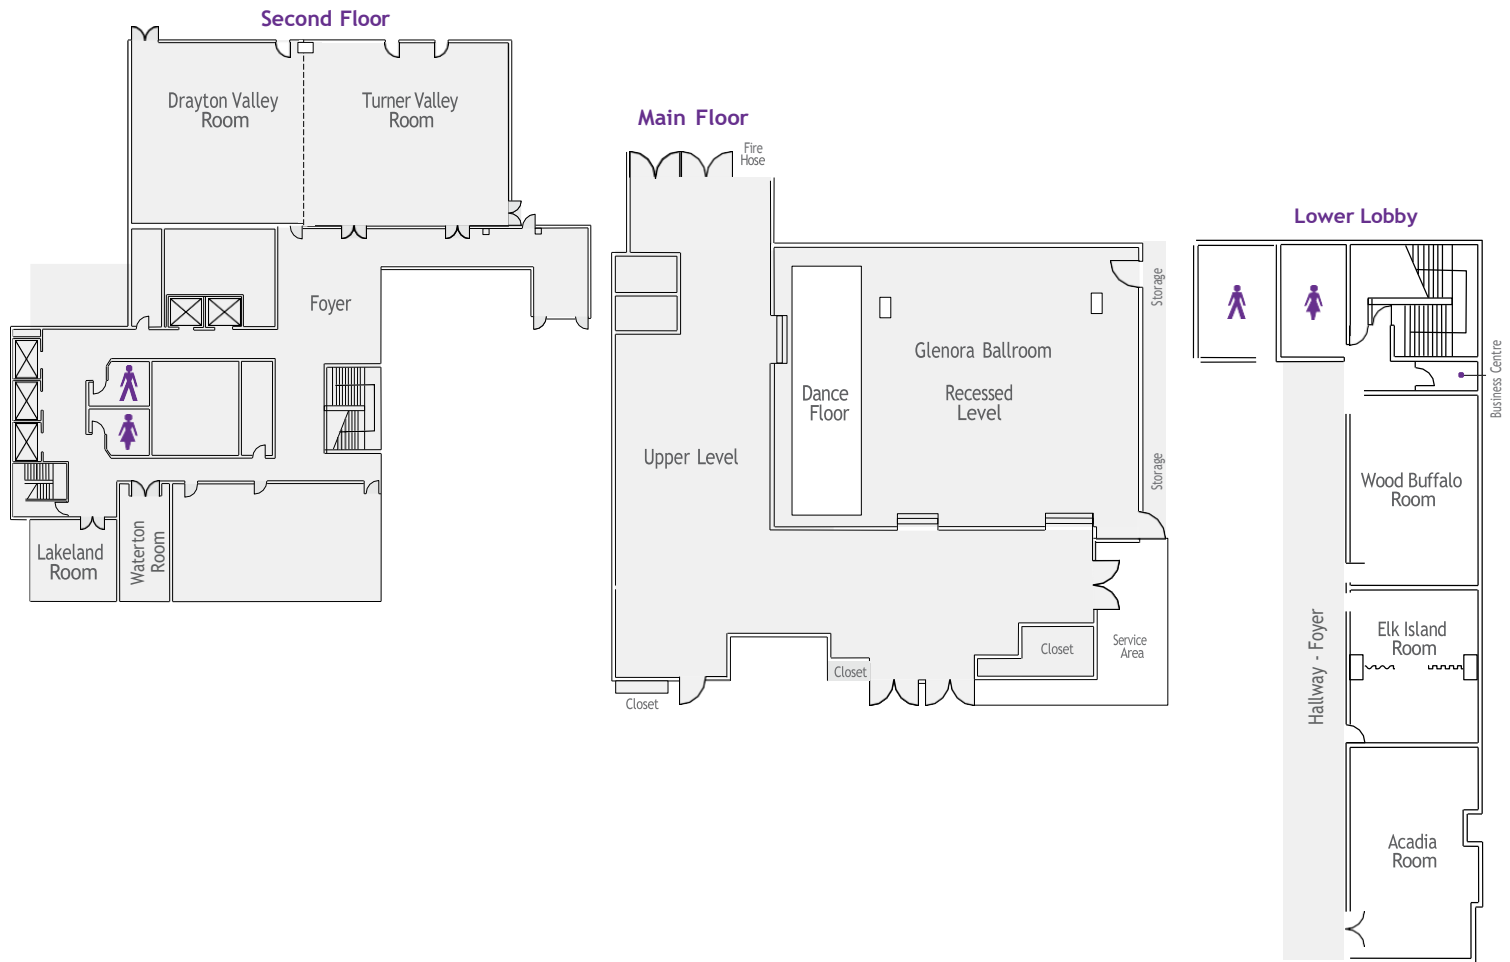 Second Floor
Drayton Valley
Room
Turner Valley
Room
Foyer
Lakeland
Room
Waterton
Room
Main Floor
Fire
Hose
Storage
Glenora Ballroom
Dance
Floor
Recessed
Level
Upper Level
Storage
Service
Area
Closet
Closet
Closet
Lower Lobby
Business Centre
Wood Buffalo
Room
Elk Island
Room
Hallway - Foyer
Acadia
Room